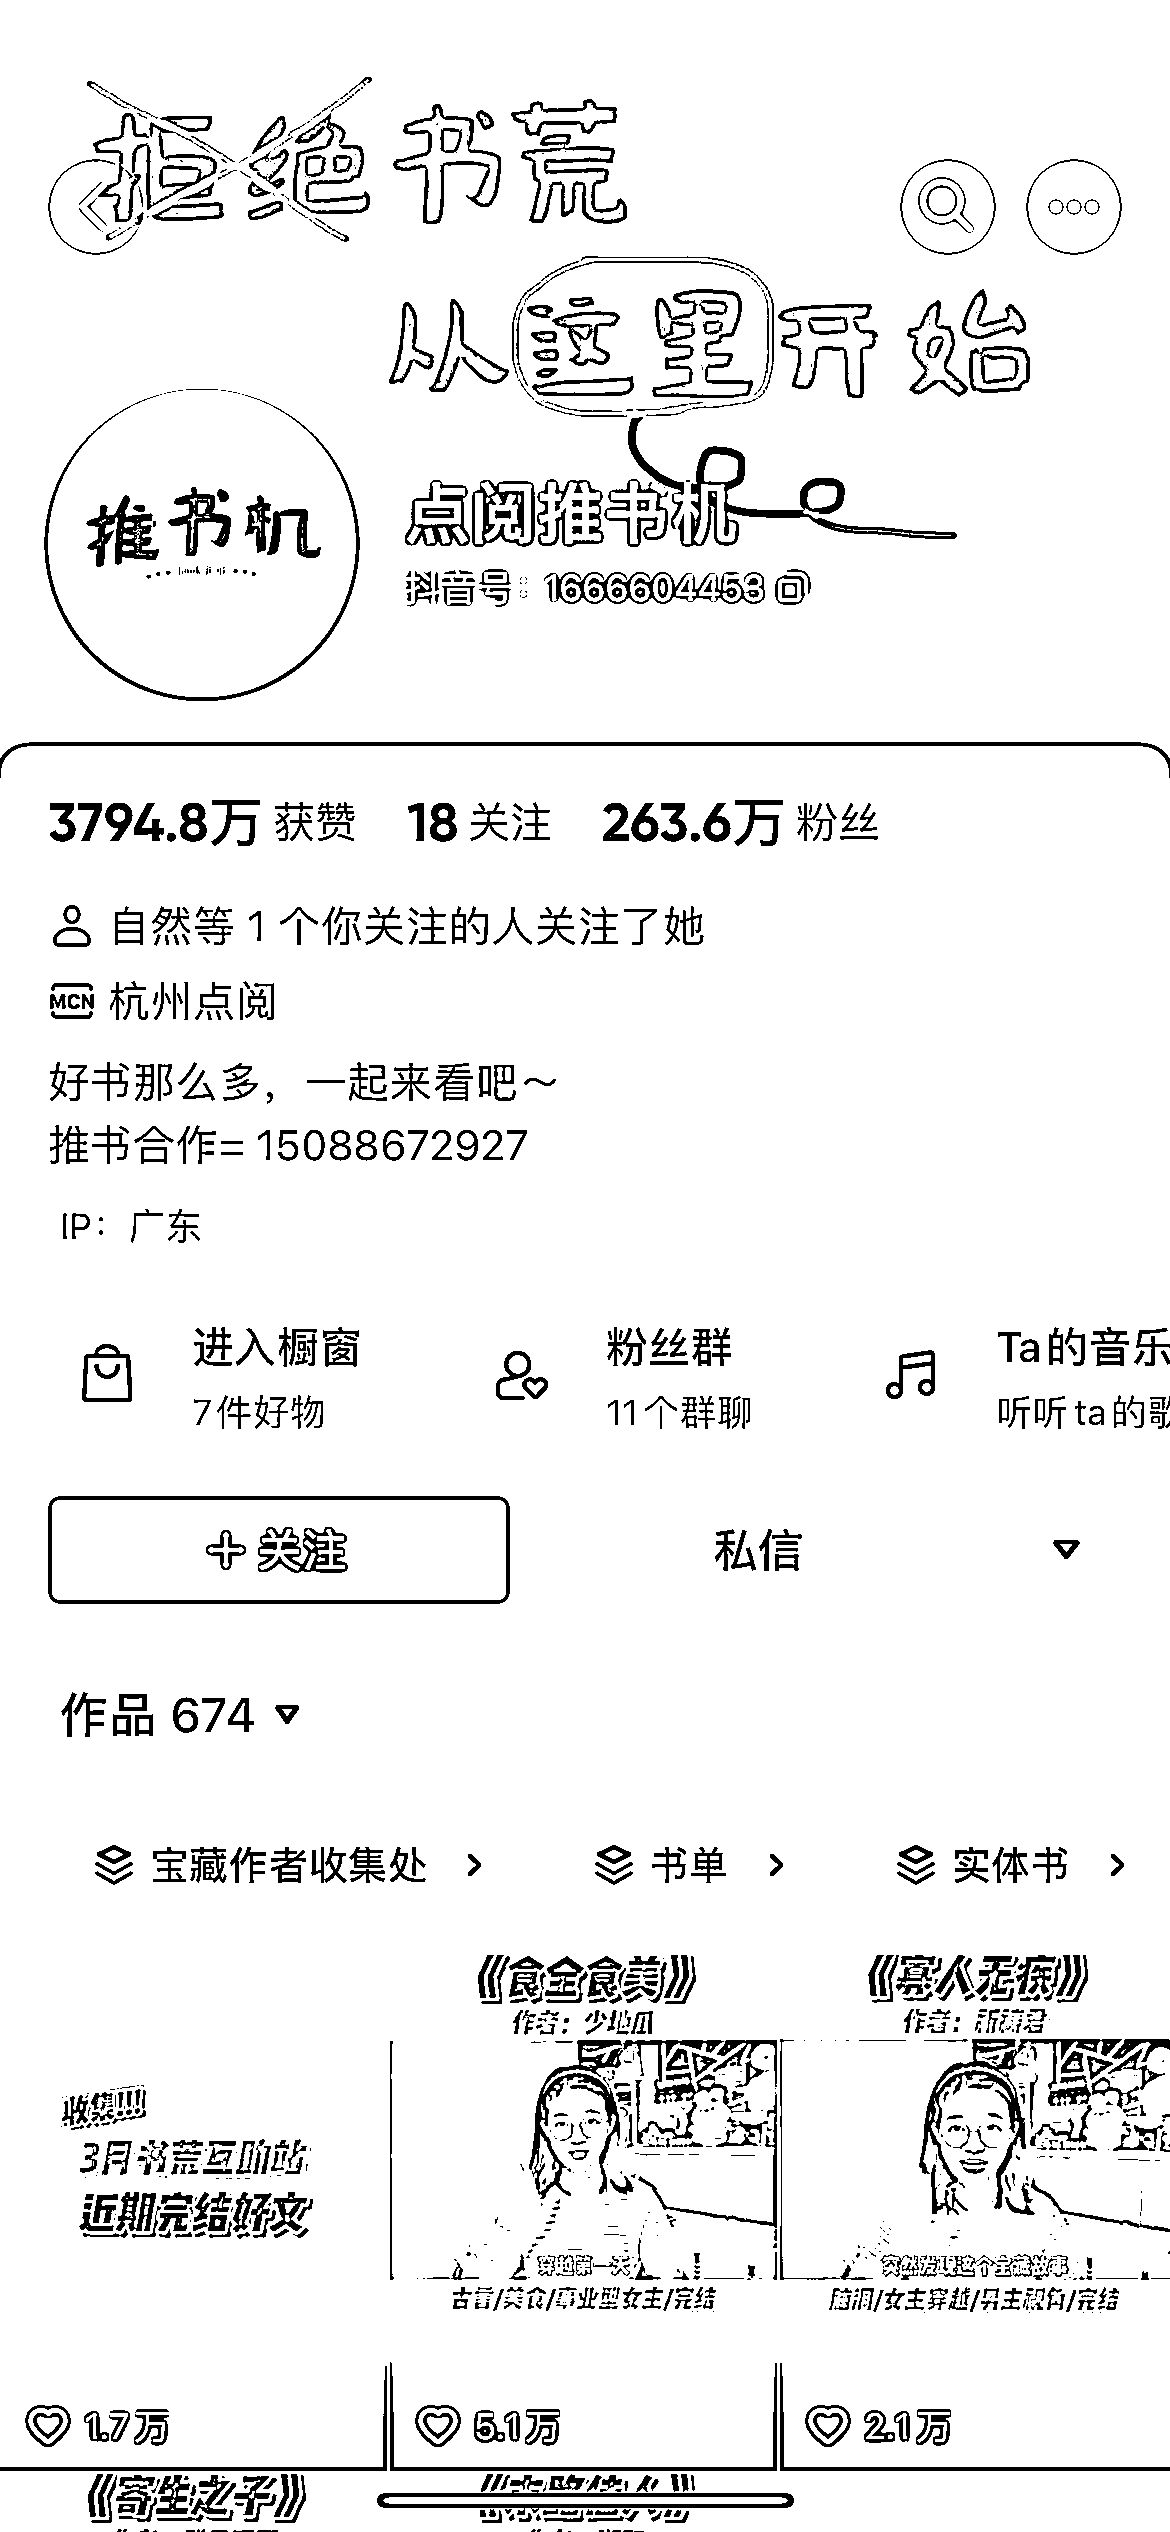 拒绝 书荒
从这里开始
推书机
点阅推书机
抖音号：1666604453
3794.8万 获赞 18 关注 263.6万 粉丝
自然等 1 个你关注的人关注了她
MCN 杭州点阅
好书那么多，一起来看吧～
推书合作= 15088672927
IP：广东
进入橱窗 粉丝群 Ta的音乐
7件好物 11个群聊 听听 ta 的歌
+ 关注 私信
作品 674
宝藏作者收集处 书单 实体书
《食全食美》 《寡人无疾》
作者：少地瓜 作者：祈祷君
收集!!!
3月书荒互助站
近期完结好文
穿越第一天 突然发现这个宝藏故事
古言/美食/事业型女主/完结 脑洞/女主穿越/男主视角/完结
1.7万 5.1万 2.1万
《寄生之子》